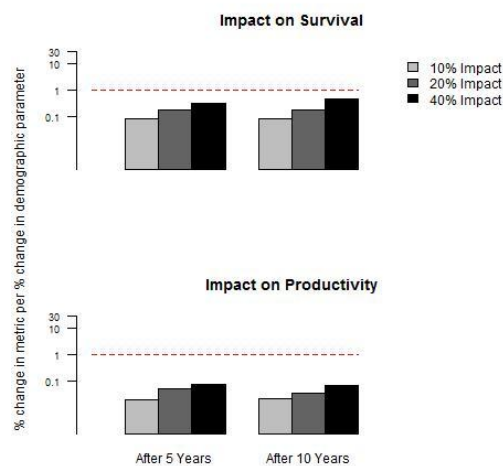 Impact on Survival
% change in metric per % change in demographic parameter
30
10
1
0.1
10% Impact
20% Impact
40% Impact
Impact on Productivity
30
10
1
0.1
After 5 Years
After 10 Years